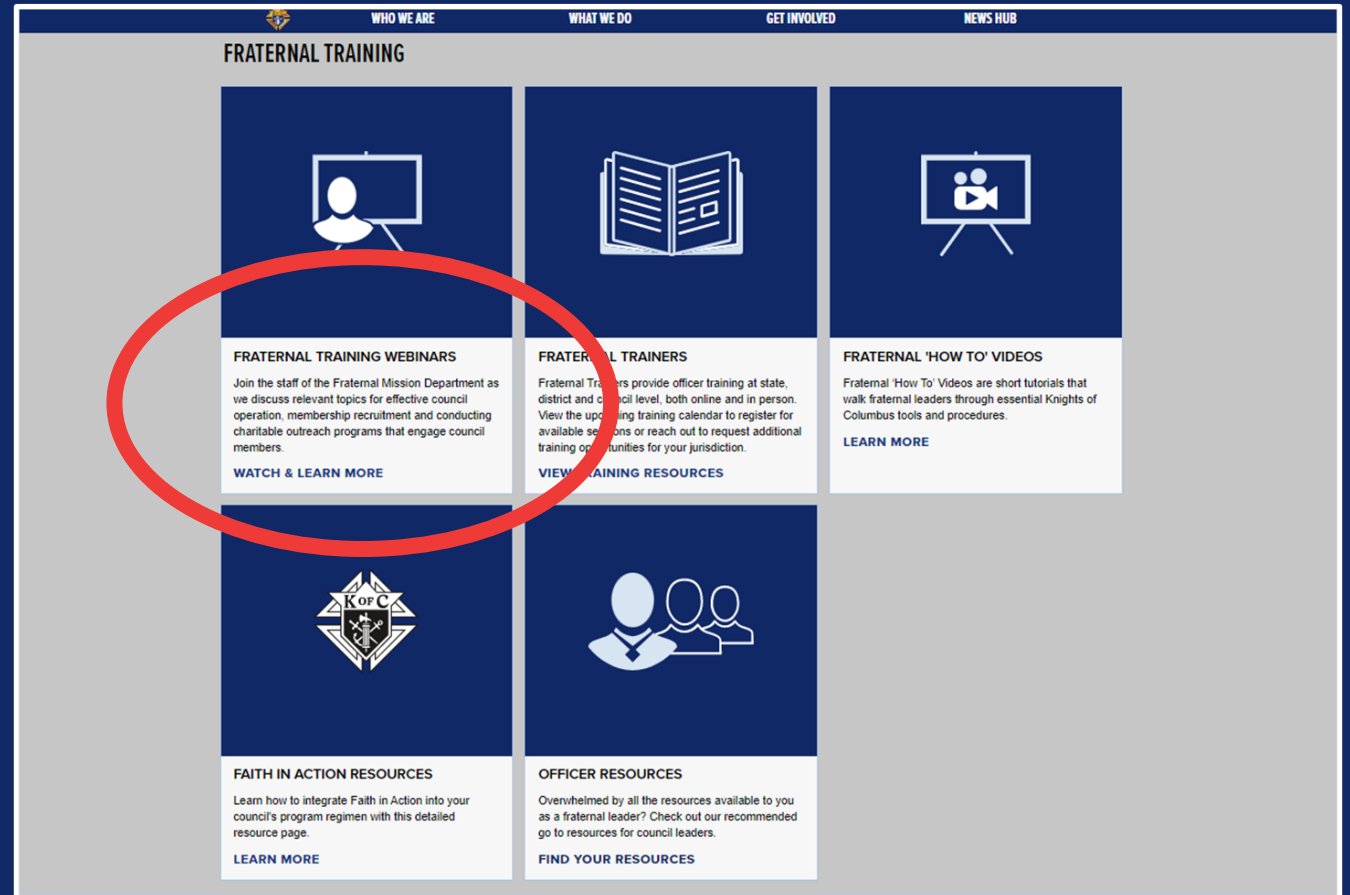 WHO WE ARE
WHAT WE DO
GET INVOLVED
NEWS HUB
FRATERNAL TRAINING
FRATERNAL TRAINING WEBINARS
Join the staff of the Fraternal Mission Department as
we discuss relevant topics for effective council
operation, membership recruitment and conducting
charitable outreach programs that engage council
members.
WATCH & LEARN MORE
FRATERNAL TRAINERS
Fraternal Trainers provide officer training at state,
district and council level, both online and in person.
View the upcoming training calendar to register for
available sessions or reach out to request additional
training opportunities for your jurisdiction.
VIEW TRAINING RESOURCES
FRATERNAL 'HOW TO' VIDEOS
Fraternal ‘How To’ Videos are short tutorials that
walk fraternal leaders through essential Knights of
Columbus tools and procedures.
LEARN MORE
K OF C
FAITH IN ACTION RESOURCES
Learn how to integrate Faith in Action into your
council's program regimen with this detailed
resource page.
LEARN MORE
OFFICER RESOURCES
Overwhelmed by all the resources available to you
as a fraternal leader? Check out our recommended
go to resources for council leaders.
FIND YOUR RESOURCES